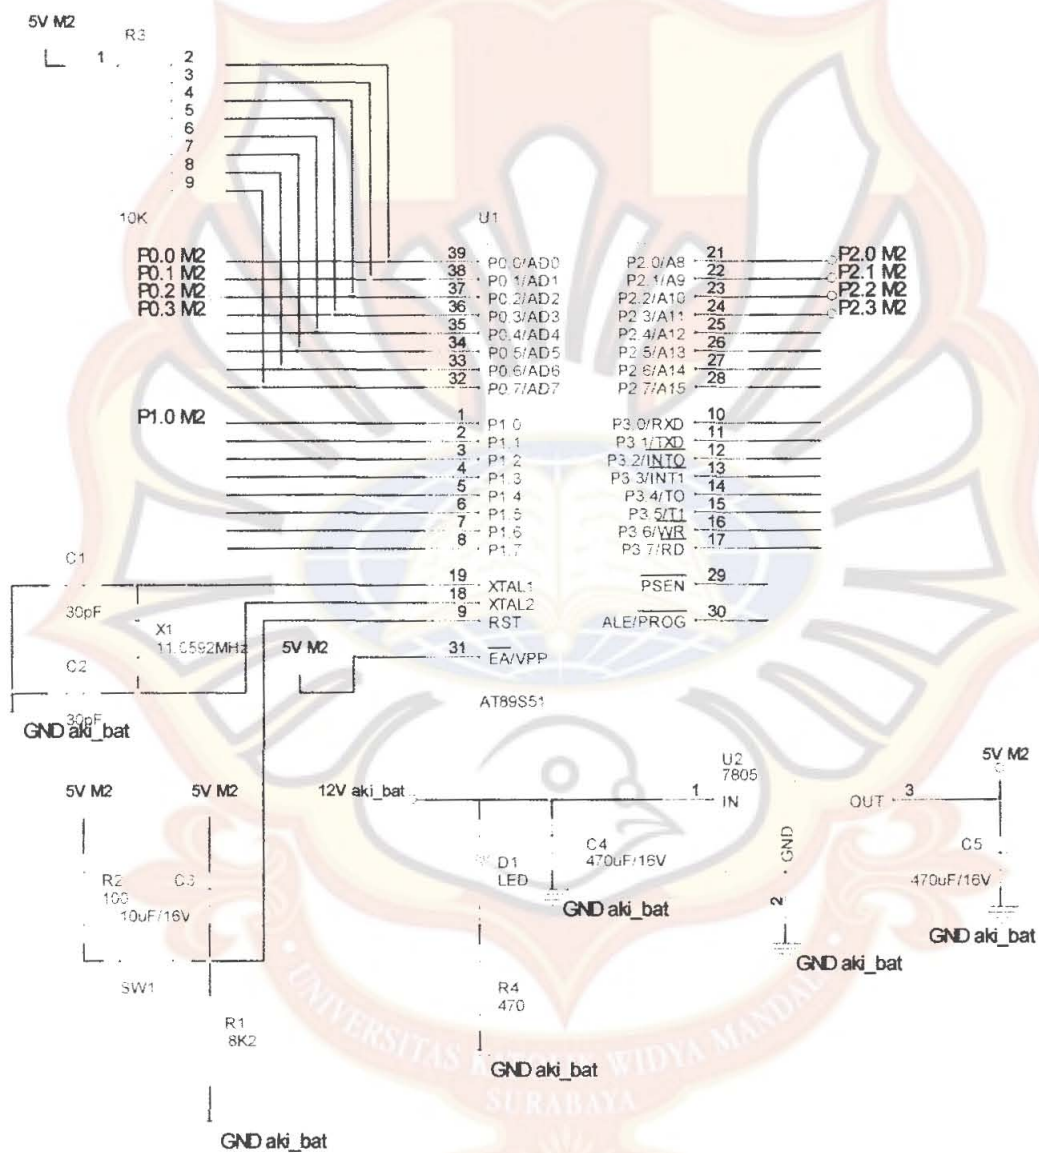 5V M2
R3
1
2
3
4
5
6
7
8
9
10K
U1
P0.0 M2 39 P0.0/AD0 P2.0/A8 21 P2.0 M2
P0.1 M2 38 P0.1/AD1 P2.1/A9 22 P2.1 M2
P0.2 M2 37 P0.2/AD2 P2.2/A10 23 P2.2 M2
P0.3 M2 36 P0.3/AD3 P2.3/A11 24 P2.3 M2
35 P0.4/AD4 P2.4/A12 25
34 P0.5/AD5 P2.5/A13 26
33 P0.6/AD6 P2.6/A14 27
32 P0.7/AD7 P2.7/A15 28
P1.0 M2 1 P1.0 P3.0/RXD 10
2 P1.1 P3.1/TXD 11
3 P1.2 P3.2/INTO 12
4 P1.3 P3.3/INT1 13
5 P1.4 P3.4/TO 14
6 P1.5 P3.5/T1 15
7 P1.6 P3.6/WR 16
8 P1.7 P3.7/RD 17
C1
30pF
19 XTAL1 PSEN 29
18 XTAL2
9 RST ALE/PROG 30
X1
11.0592MHz
C2
30pF
GND aki_bat
5V M2 31 EA/VPP
AT89S51
5V M2
5V M2
R2
100
C3
10uF/16V
SW1
R1
8K2
GND aki_bat
12V aki_bat
D1
LED
C4
470uF/16V
GND aki_bat
R4
470
GND aki_bat
U2
7805
1 IN OUT 3
GND
2
GND aki_bat
5V M2
C5
470uF/16V
GND aki_bat
UNIVERSITAS WIDYA MANDALA
SURABAYA